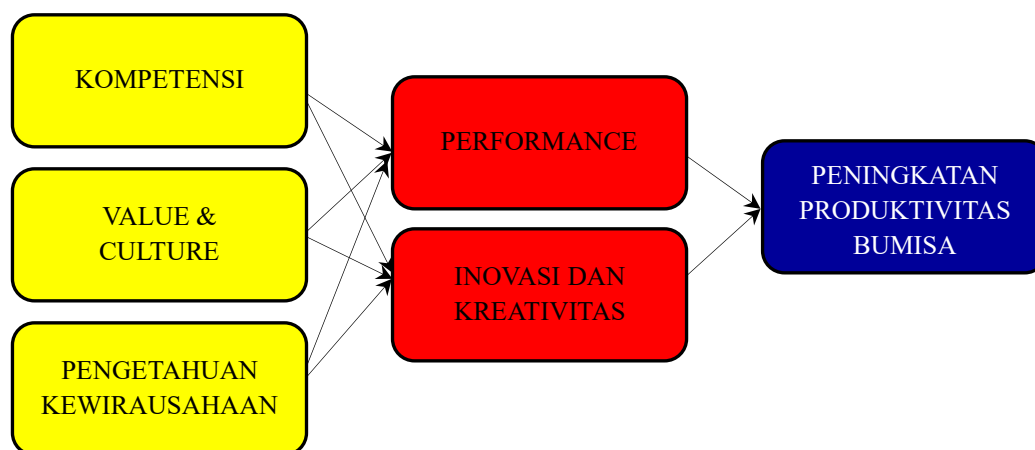 KOMPETENSI
VALUE &
CULTURE
PENGETAHUAN
KEWIRAUSAHAAN
PERFORMANCE
INOVASI DAN
KREATIVITAS
PENINGKATAN
PRODUKTIVITAS
BUMISA